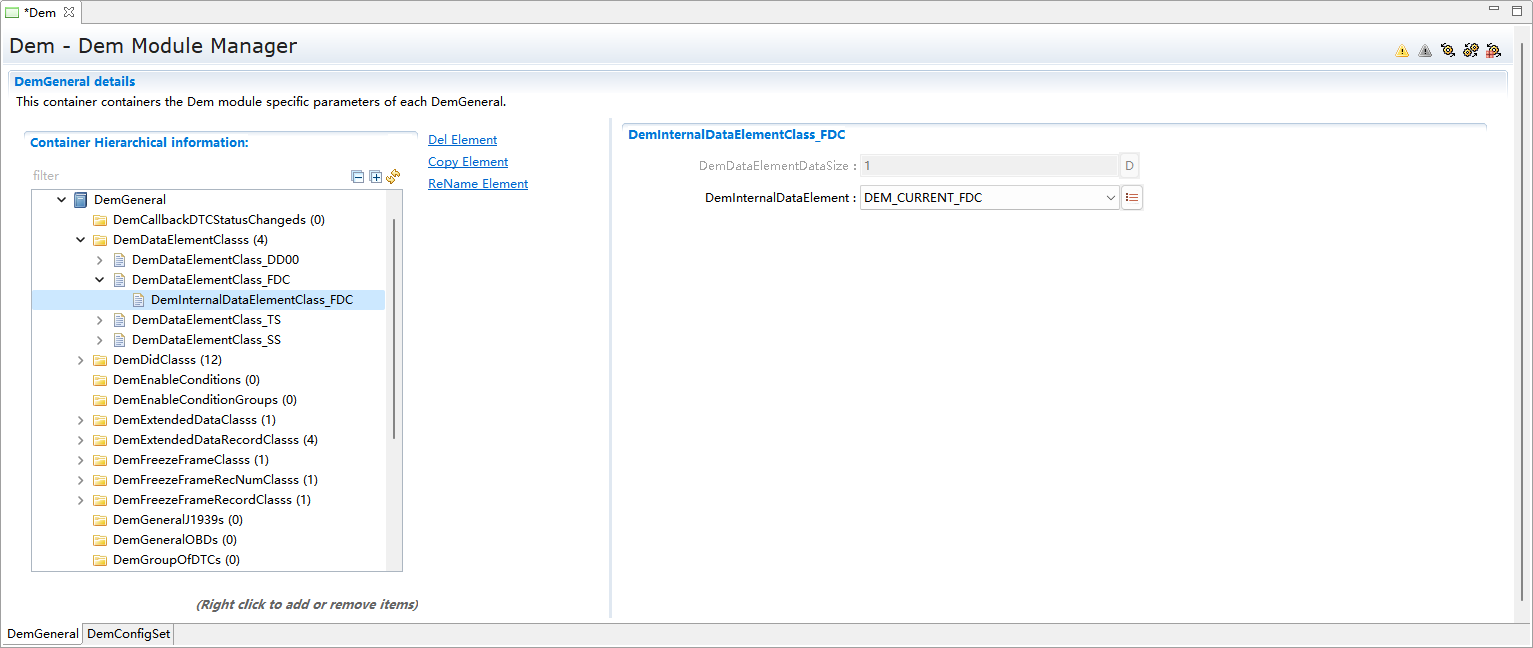 *Dem
Dem - Dem Module Manager
DemGeneral details
This container containers the Dem module specific parameters of each DemGeneral.
Container Hierarchical information:
filter
DemGeneral
DemCallbackDTCStatusChangeds (0)
DemDataElementClasss (4)
DemDataElementClass_DD00
DemDataElementClass_FDC
DemInternalDataElementClass_FDC
DemDataElementClass_TS
DemDataElementClass_SS
DemDidClasss (12)
DemEnableConditions (0)
DemEnableConditionGroups (0)
DemExtendedDataClasss (1)
DemExtendedDataRecordClasss (4)
DemFreezeFrameClasss (1)
DemFreezeFrameRecNumClasss (1)
DemFreezeFrameRecordClasss (1)
DemGeneralJ1939s (0)
DemGeneralOBDs (0)
DemGroupOfDTCs (0)
(Right click to add or remove items)
Del Element
Copy Element
ReName Element
DemInternalDataElementClass_FDC
DemDataElementDataSize : 1 D
DemInternalDataElement : DEM_CURRENT_FDC
DemGeneral DemConfigSet